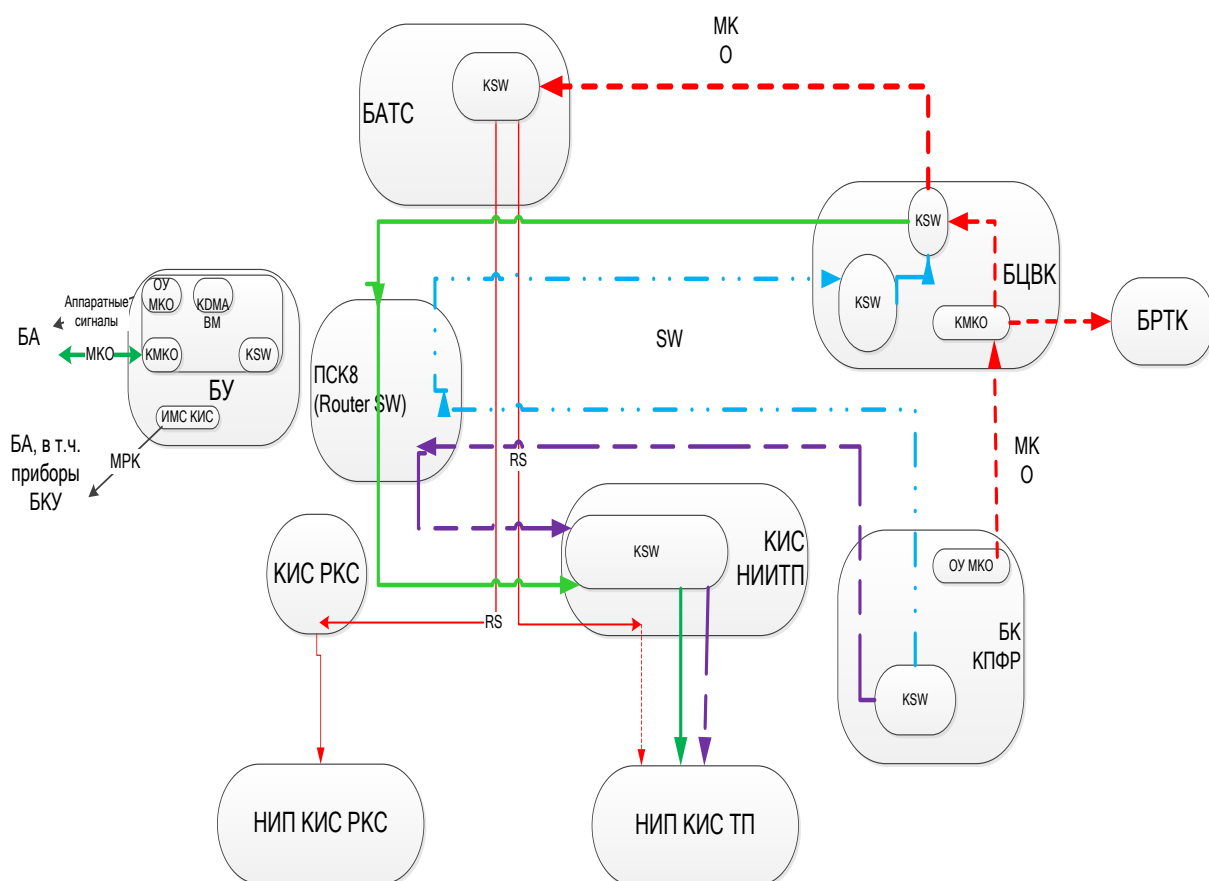 МК
О
KSW
БАТС
KSW
БЦВК
KSW
КМКО
БРТК
SW
ОУ
МКО
KDMA
ВМ
Аппаратные
сигналы
БА
МКО
КМКО
KSW
БУ
ИМС КИС
МРК
БА, в т.ч.
приборы
БКУ
ПСК8
(Router SW)
RS
МК
О
KSW
КИС
НИИТП
КИС РКС
RS
ОУ МКО
БК
КПФР
KSW
НИП КИС РКС
НИП КИС ТП